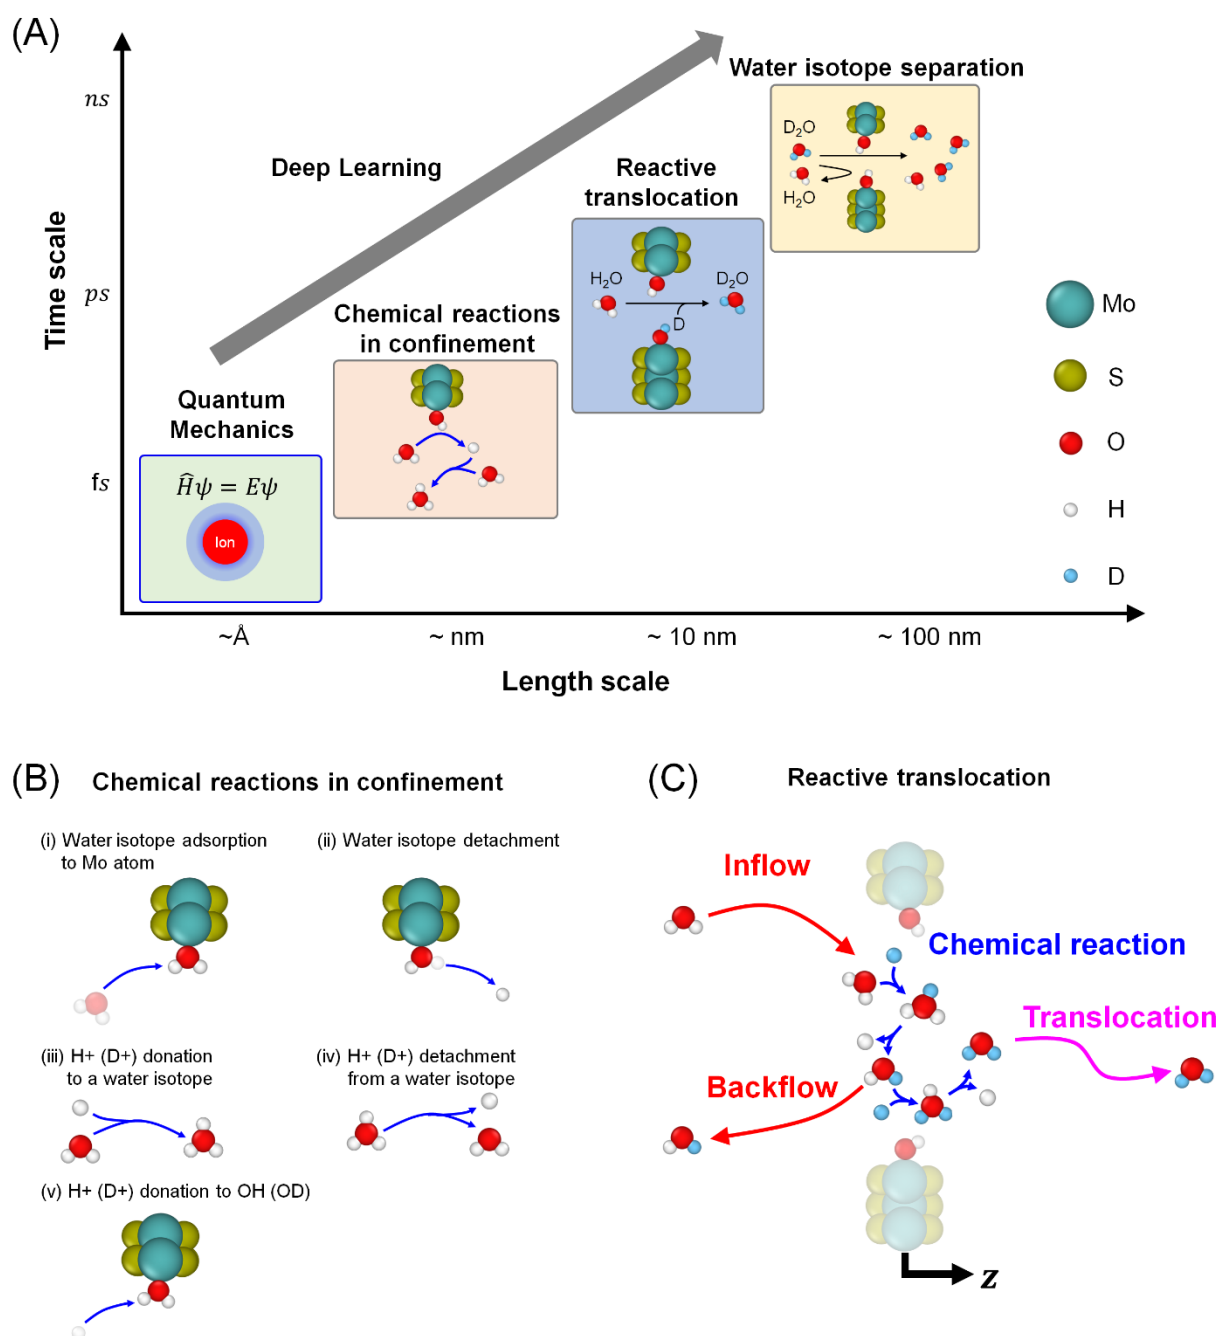 (A)
Time scale
ns
ps
fs
Deep Learning
Quantum
Mechanics
Ĥψ = Eψ
Ion
Chemical reactions
in confinement
Reactive
translocation
H₂O
D₂O
D
Water isotope separation
D₂O
H₂O
Mo
S
O
H
D
~Å
~ nm
~ 10 nm
~ 100 nm
Length scale
(B)
Chemical reactions in confinement
(i) Water isotope adsorption
to Mo atom
(ii) Water isotope detachment
(iii) H+ (D+) donation
to a water isotope
(iv) H+ (D+) detachment
from a water isotope
(v) H+ (D+) donation to OH (OD)
(C)
Reactive translocation
Inflow
Chemical reaction
Translocation
Backflow
z